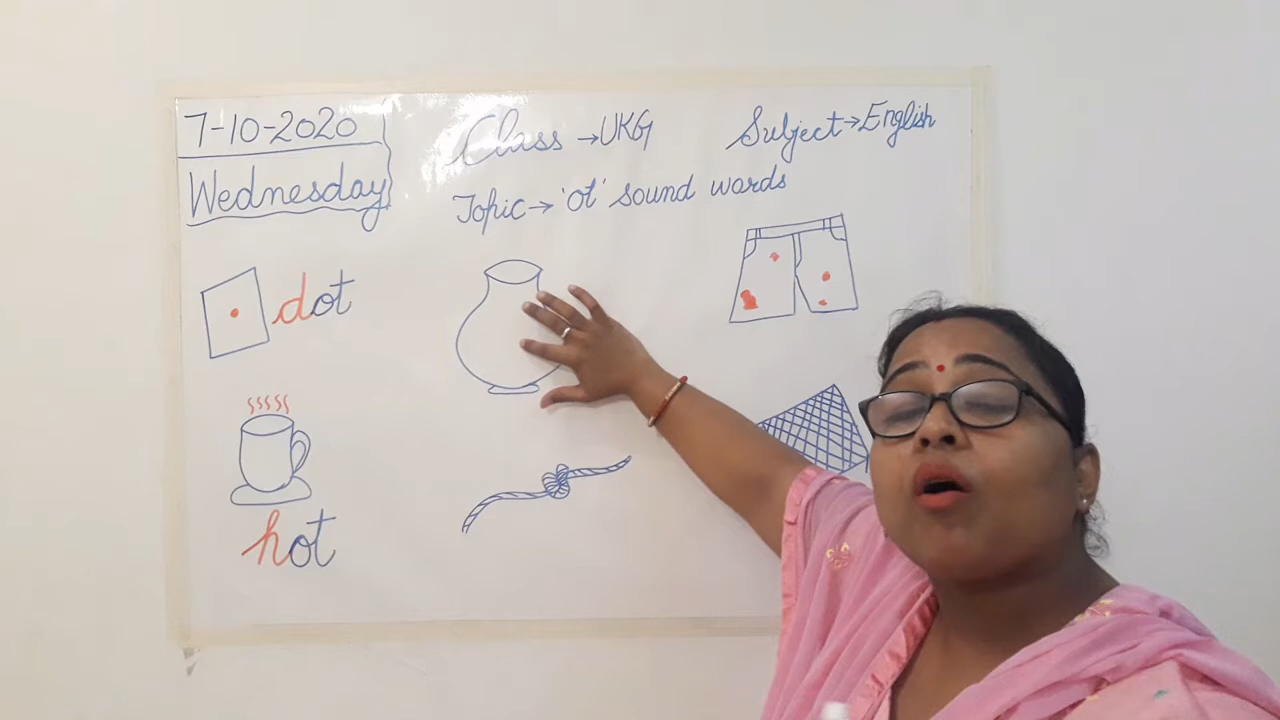 7-10-2020
Wednesday
Class → UKG
Subject → English
Topic → 'ot' sound words
dot
hot